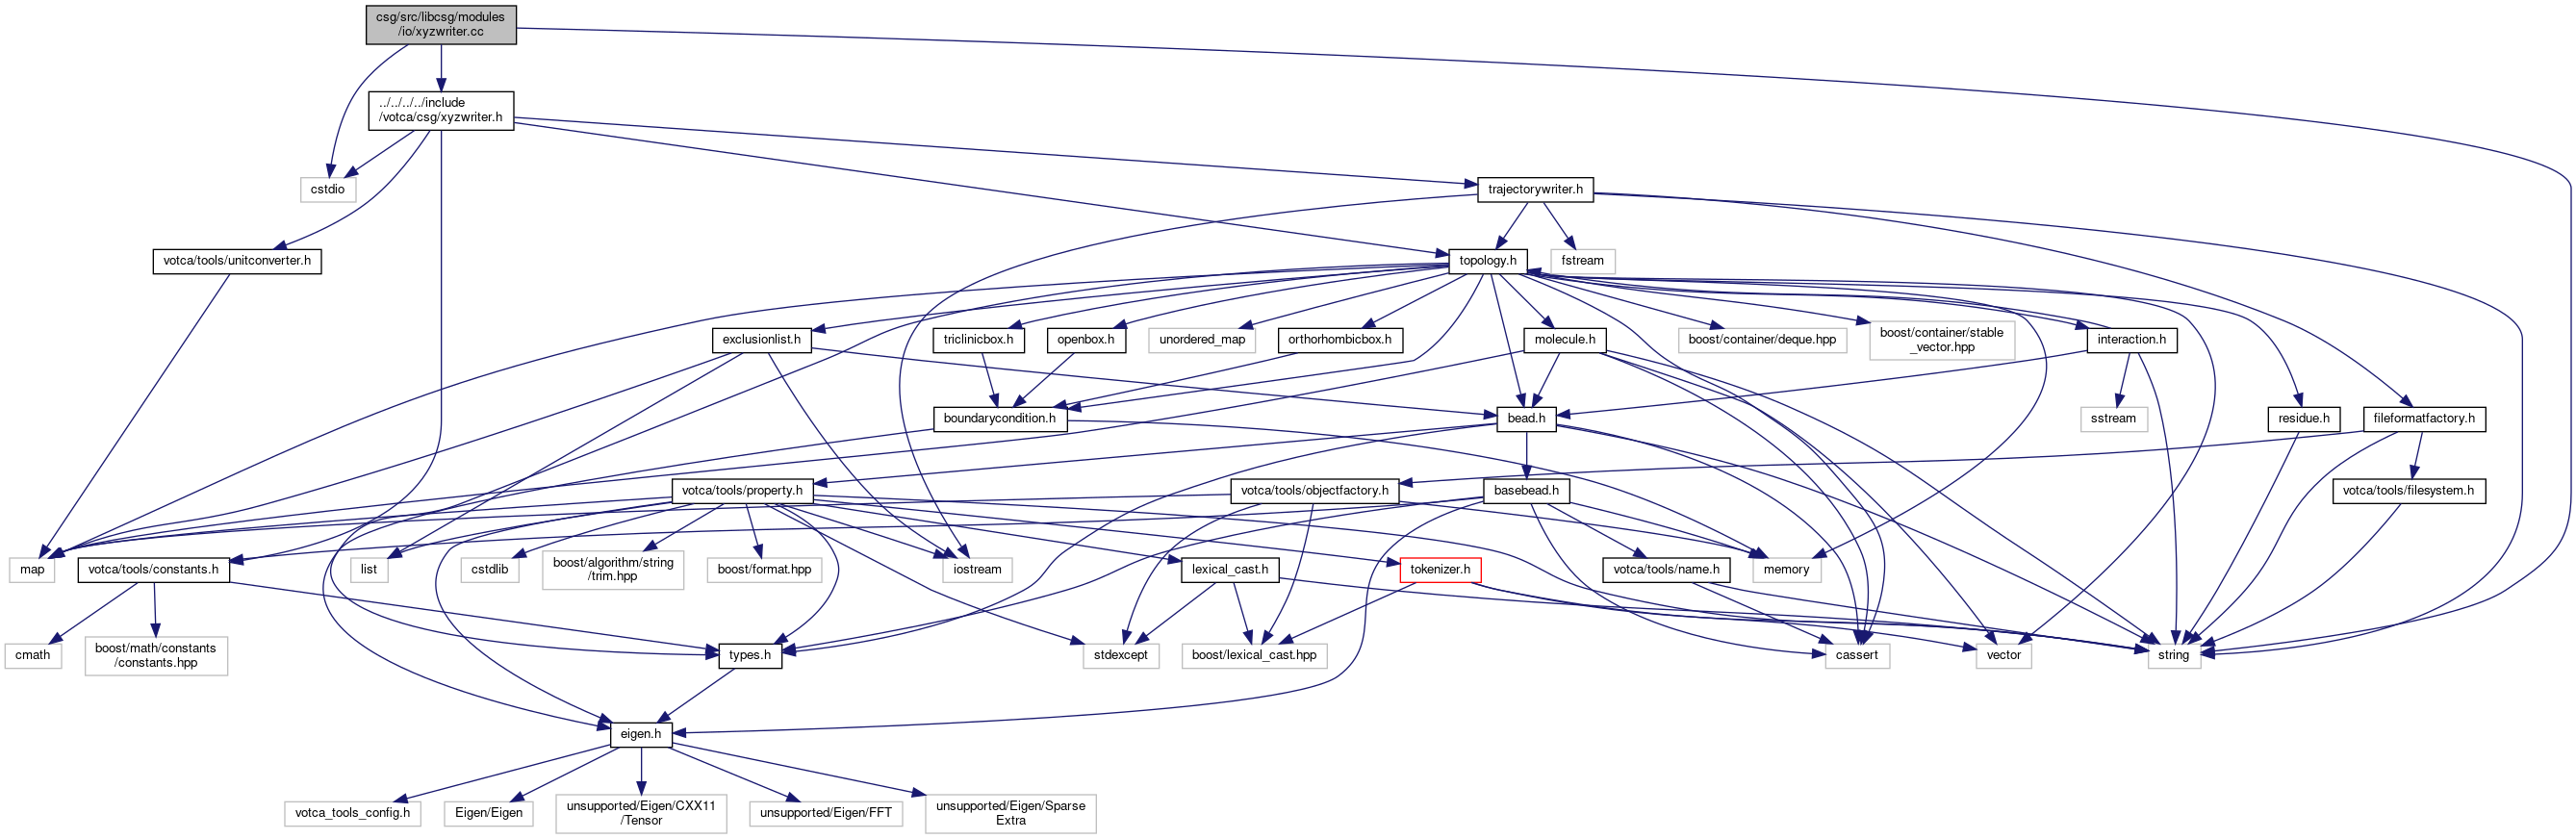 csg/src/libcsg/modules
/io/xyzwriter.cc
../../../../include
/votca/csg/xyzwriter.h
cstdio
trajectorywriter.h
votca/tools/unitconverter.h
topology.h
fstream
exclusionlist.h
triclinicbox.h
openbox.h
unordered_map
orthorhombicbox.h
molecule.h
boost/container/deque.hpp
boost/container/stable
_vector.hpp
interaction.h
boundarycondition.h
bead.h
sstream
residue.h
fileformatfactory.h
votca/tools/property.h
votca/tools/objectfactory.h
basebead.h
votca/tools/filesystem.h
map
votca/tools/constants.h
list
cstdlib
boost/algorithm/string
/trim.hpp
boost/format.hpp
iostream
lexical_cast.h
tokenizer.h
votca/tools/name.h
memory
cmath
boost/math/constants
/constants.hpp
types.h
stdexcept
boost/lexical_cast.hpp
cassert
vector
string
eigen.h
votca_tools_config.h
Eigen/Eigen
unsupported/Eigen/CXX11
/Tensor
unsupported/Eigen/FFT
unsupported/Eigen/Sparse
Extra